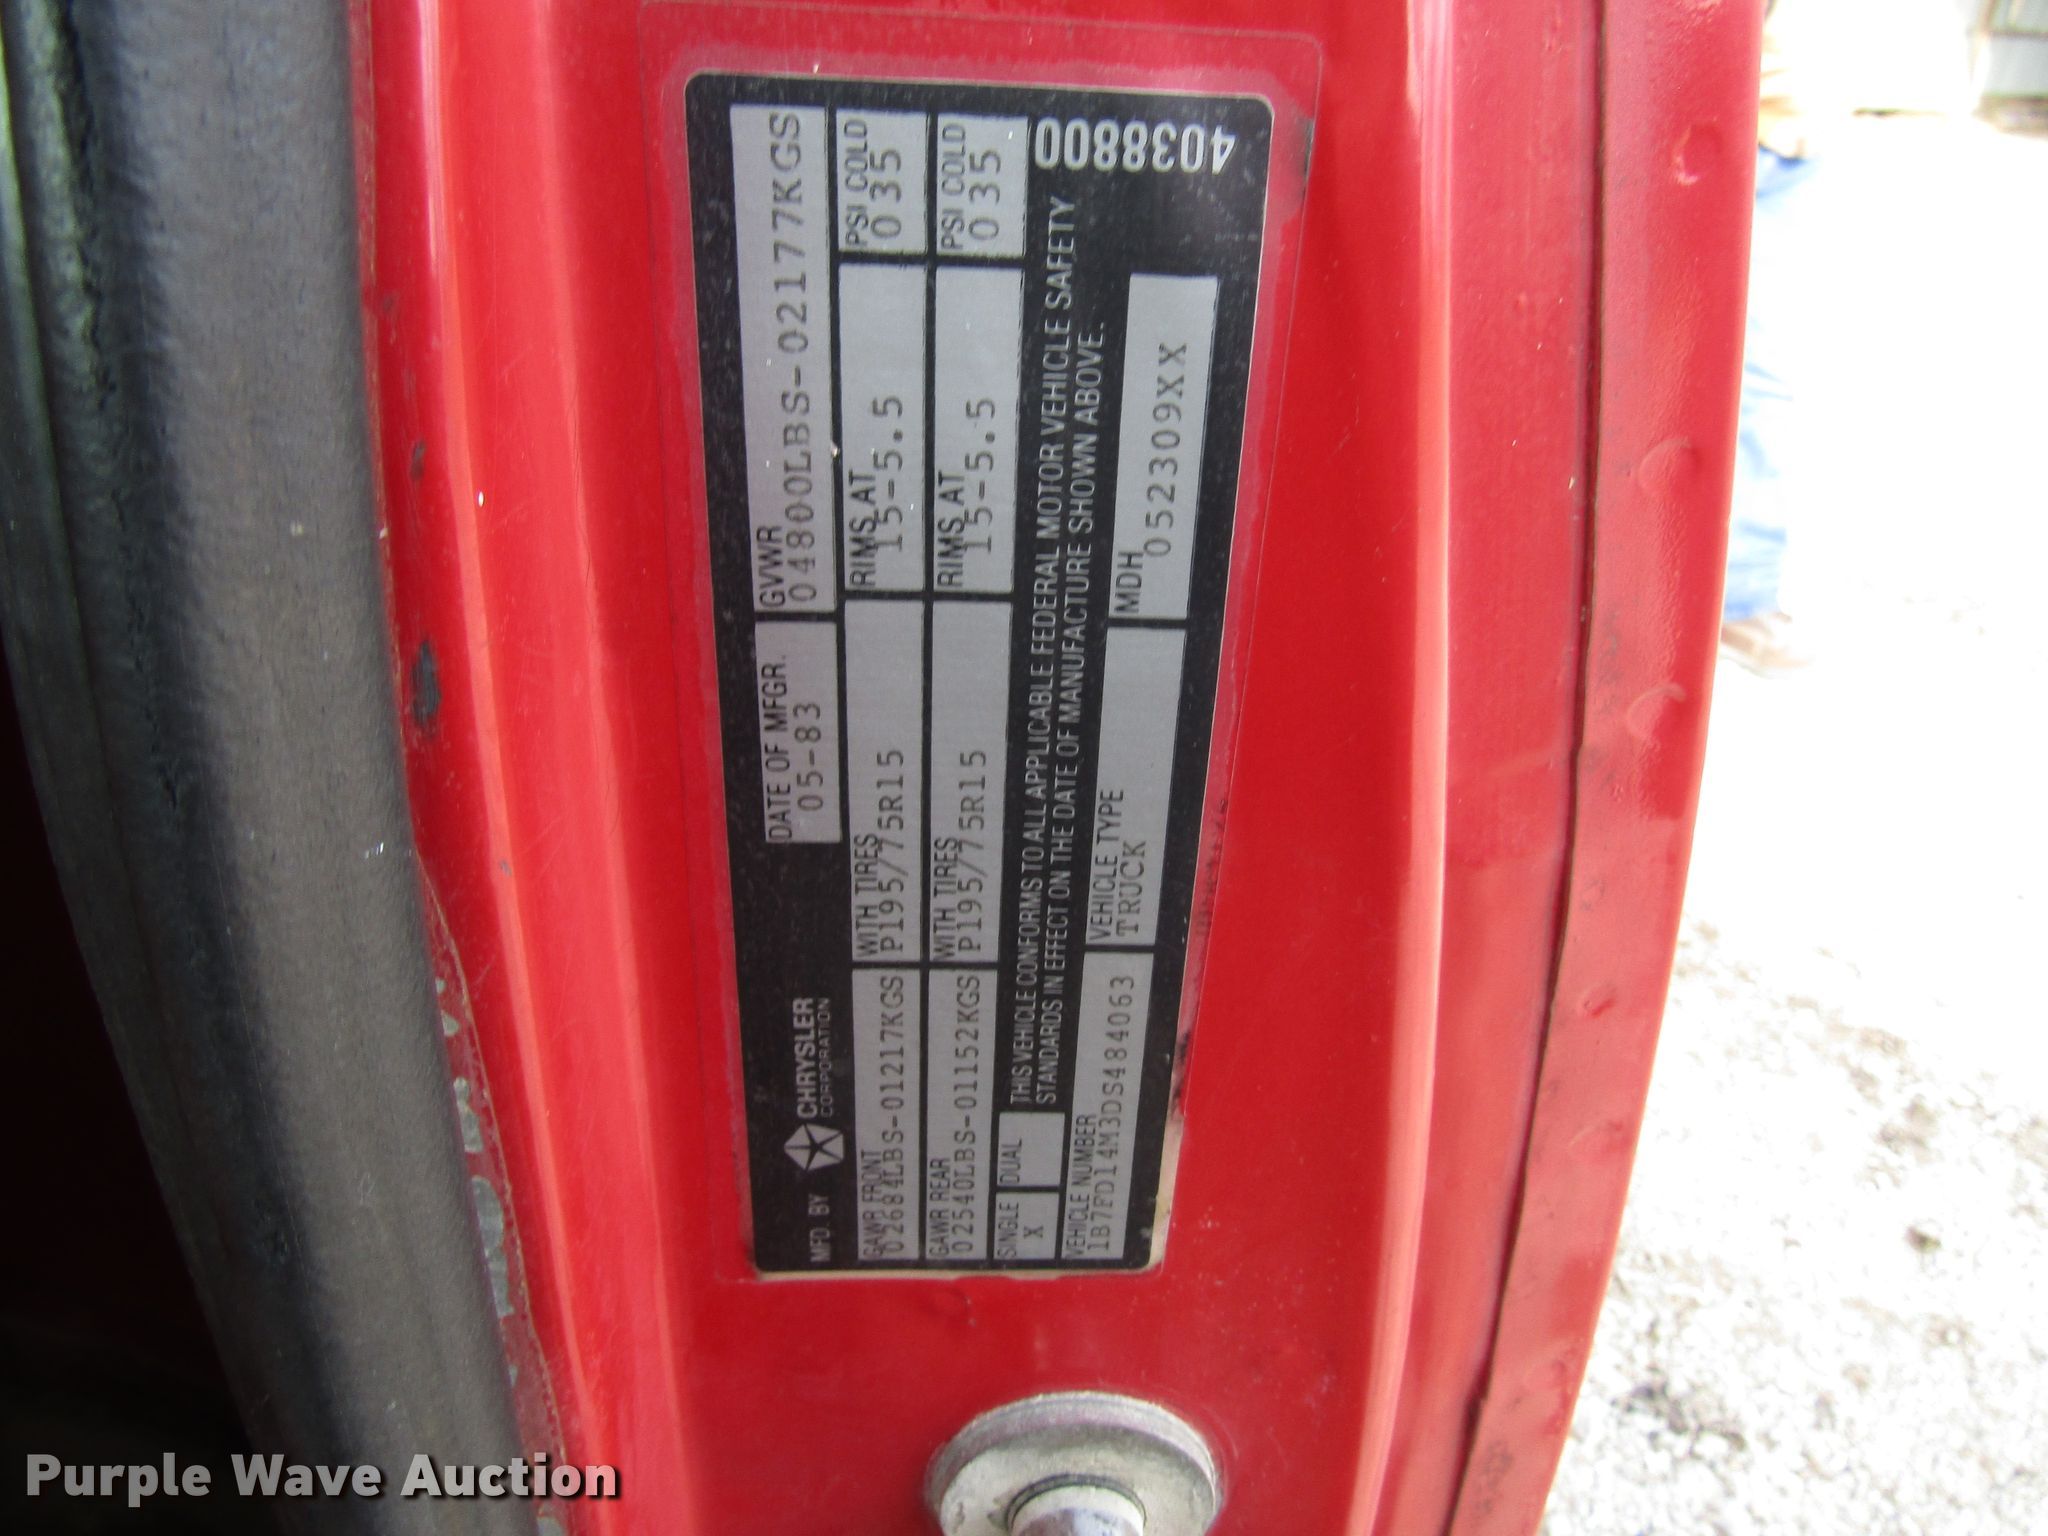 MFD. BY CHRYSLER CORPORATION
DATE OF MFGR.
05-83
GVWR
04800LBS-02177KGS
GAWR FRONT
02684LBS-01217KGS
WITH TIRES
P195/75R15
RIMS AT
15-5.5
PSI COLD
035
GAWR REAR
02540LBS-01152KGS
WITH TIRES
P195/75R15
RIMS AT
15-5.5
PSI COLD
035
SINGLE
X
DUAL
THIS VEHICLE CONFORMS TO ALL APPLICABLE FEDERAL MOTOR VEHICLE SAFETY
STANDARDS IN EFFECT ON THE DATE OF MANUFACTURE SHOWN ABOVE.
VEHICLE NUMBER
1B7FD14M3DS484063
VEHICLE TYPE
TRUCK
MDH
052309XX
4038800
Purple Wave Auction